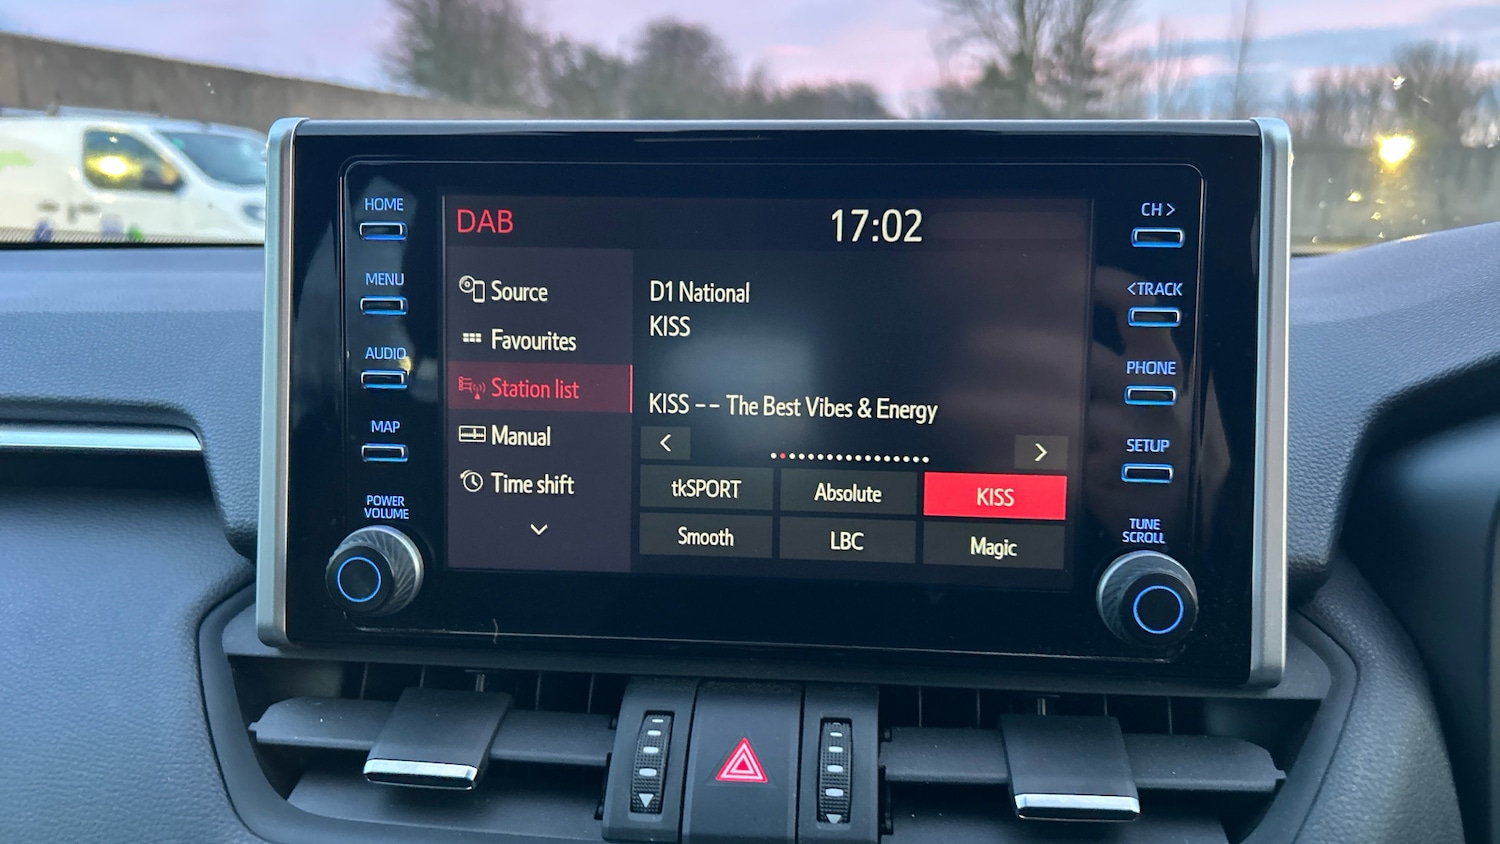 HOME
MENU
AUDIO
MAP
POWER
VOLUME
DAB
17:02
Source
Favourites
Station list
Manual
Time shift
D1 National
KISS
KISS -- The Best Vibes & Energy
<
>
tkSPORT
Absolute
KISS
Smooth
LBC
Magic
CH >
<TRACK
PHONE
SETUP
TUNE
SCROLL